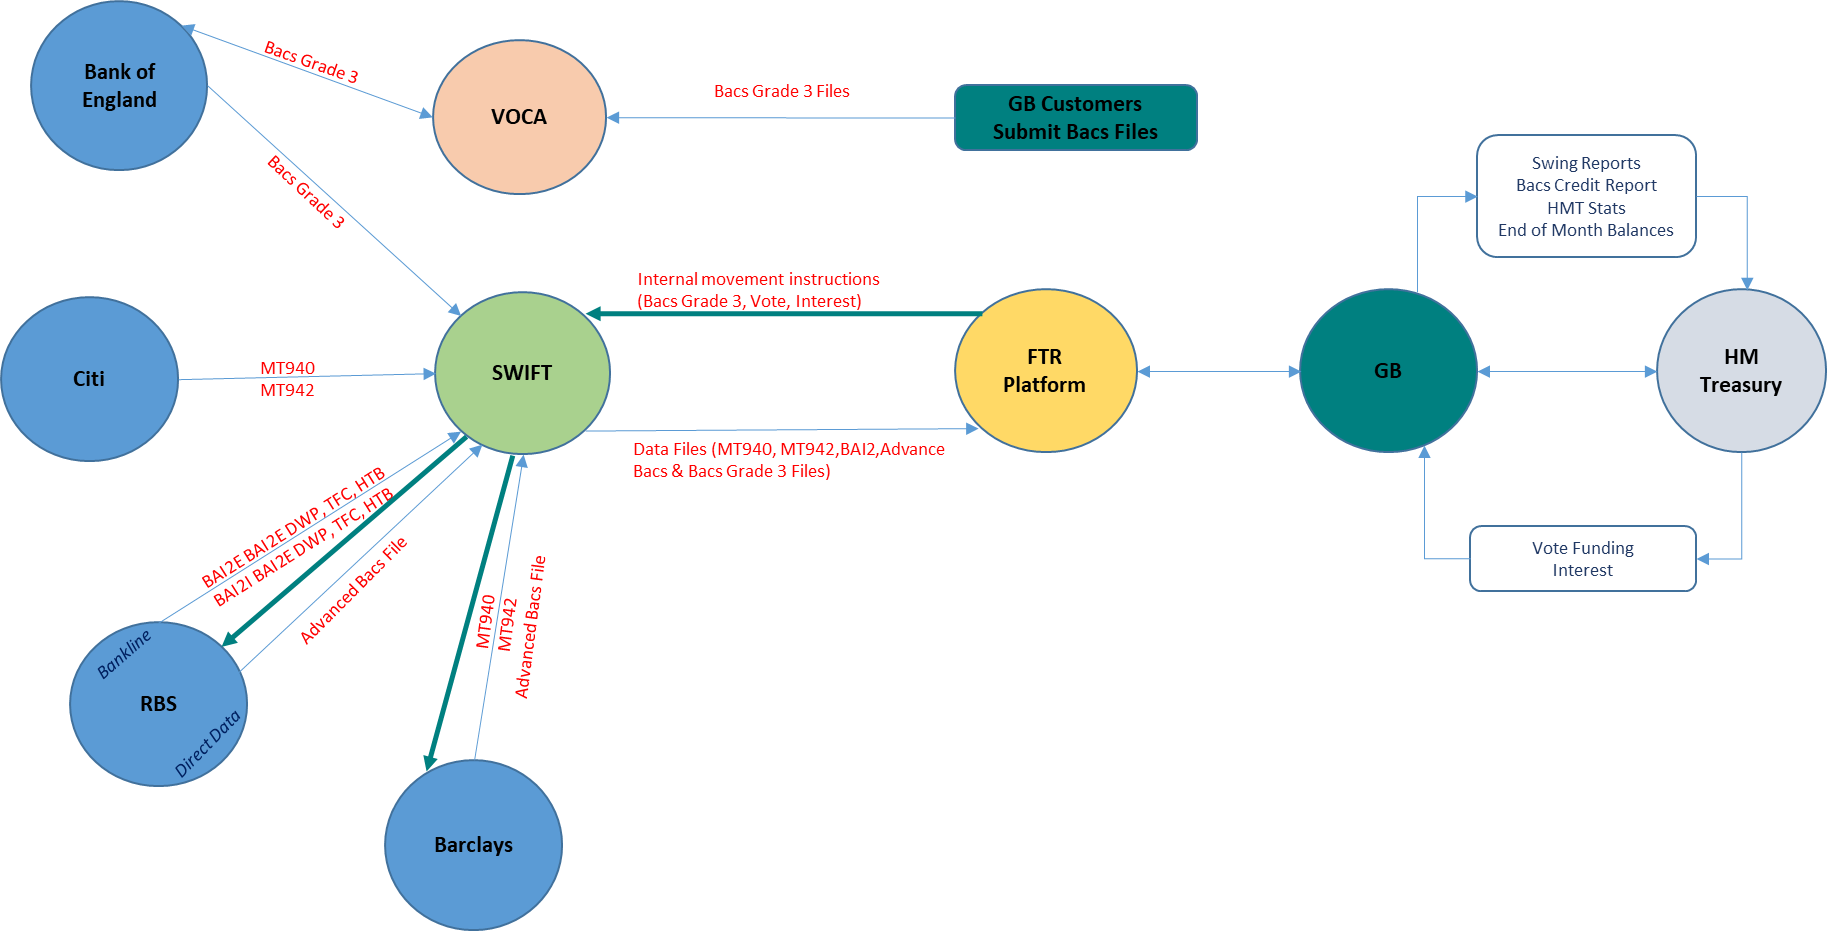 Bank of
England
Bacs Grade 3
VOCA
Bacs Grade 3 Files
GB Customers
Submit Bacs Files
Bacs Grade 3
Swing Reports
Bacs Credit Report
HMT Stats
End of Month Balances
Internal movement instructions
(Bacs Grade 3, Vote, Interest)
Citi
MT940
MT942
SWIFT
FTR
Platform
GB
HM
Treasury
Data Files (MT940, MT942,BAI2,Advance
Bacs & Bacs Grade 3 Files)
BAI2E BAI2E DWP, TFC, HTB
BAI2I BAI2E DWP, TFC, HTB
Advanced Bacs File
MT940
MT942
Advanced Bacs File
Vote Funding
Interest
Bankline
RBS
Direct Data
Barclays